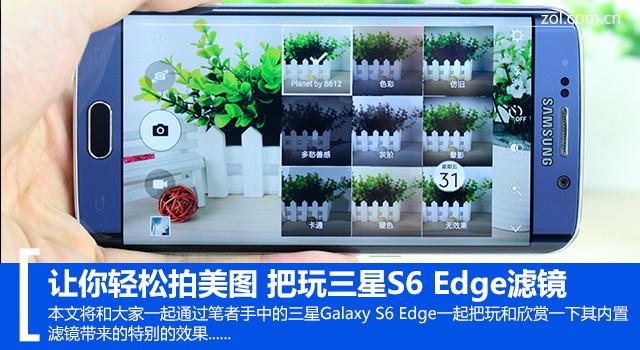 zol.com.cn
Planet by B612
色彩
仿旧
多愁善感
灰阶
晕影
星期五
31
卡通
褪色
无效果
OFF
SAMSUNG
让你轻松拍美图 把玩三星S6 Edge滤镜
本文将和大家一起通过笔者手中的三星Galaxy S6 Edge一起把玩和欣赏一下其内置
滤镜带来的特别的效果......